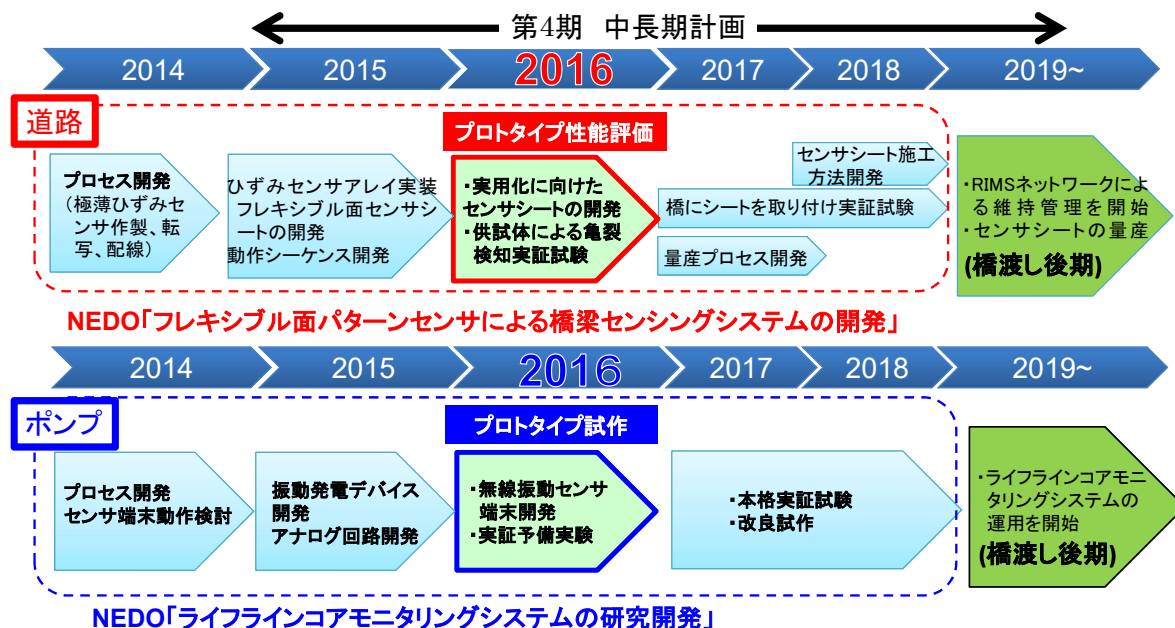 第4期 中長期計画
2014
2015
2016
2017
2018
2019~
道路
プロトタイプ性能評価
プロセス開発
(極薄ひずみセ
ンサ作製、転
写、配線)
ひずみセンサアレイ実装
フレキシブル面センサシ
ートの開発
動作シーケンス開発
・実用化に向けた
センサシートの開発
・供試体による亀裂
検知実証試験
センサシート施工
方法開発
橋にシートを取り付け実証試験
量産プロセス開発
・RIMSネットワークによ
る維持管理を開始
・センサシートの量産
(橋渡し後期)
NEDO「フレキシブル面パターンセンサによる橋梁センシングシステムの開発」
2014
2015
2016
2017
2018
2019~
ポンプ
プロトタイプ試作
プロセス開発
センサ端末動作検討
振動発電デバイス
開発
アナログ回路開発
・無線振動センサ
端末開発
・実証予備実験
・本格実証試験
・改良試作
・ライフラインコアモニ
タリングシステムの
運用を開始
(橋渡し後期)
NEDO「ライフラインコアモニタリングシステムの研究開発」